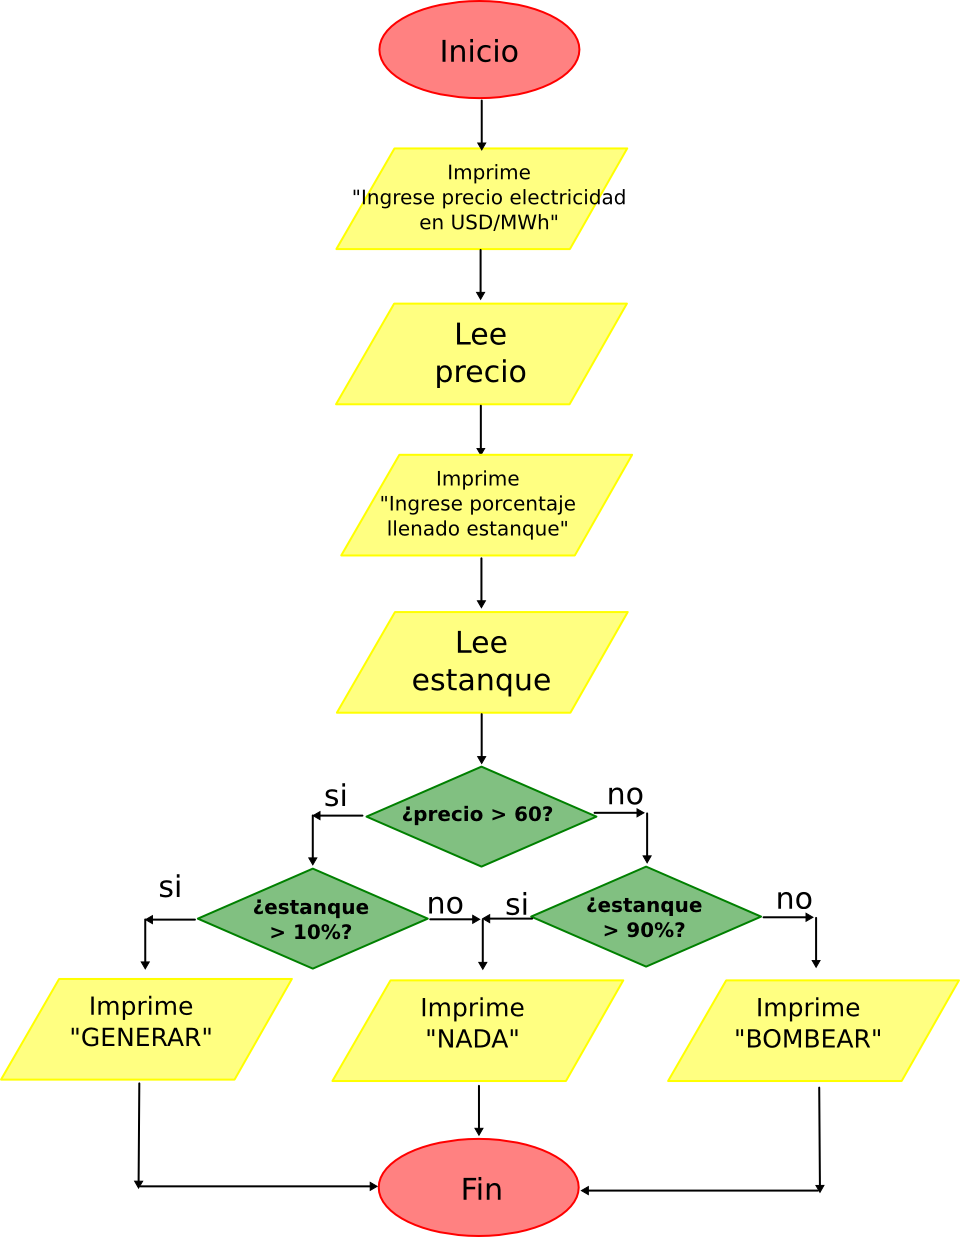 Inicio
Imprime
"Ingrese precio electricidad
en USD/MWh"
Lee
precio
Imprime
"Ingrese porcentaje
llenado estanque"
Lee
estanque
¿precio > 60?
si
no
¿estanque
> 10%?
si
no
¿estanque
> 90%?
si
no
Imprime
"GENERAR"
Imprime
"NADA"
Imprime
"BOMBEAR"
Fin